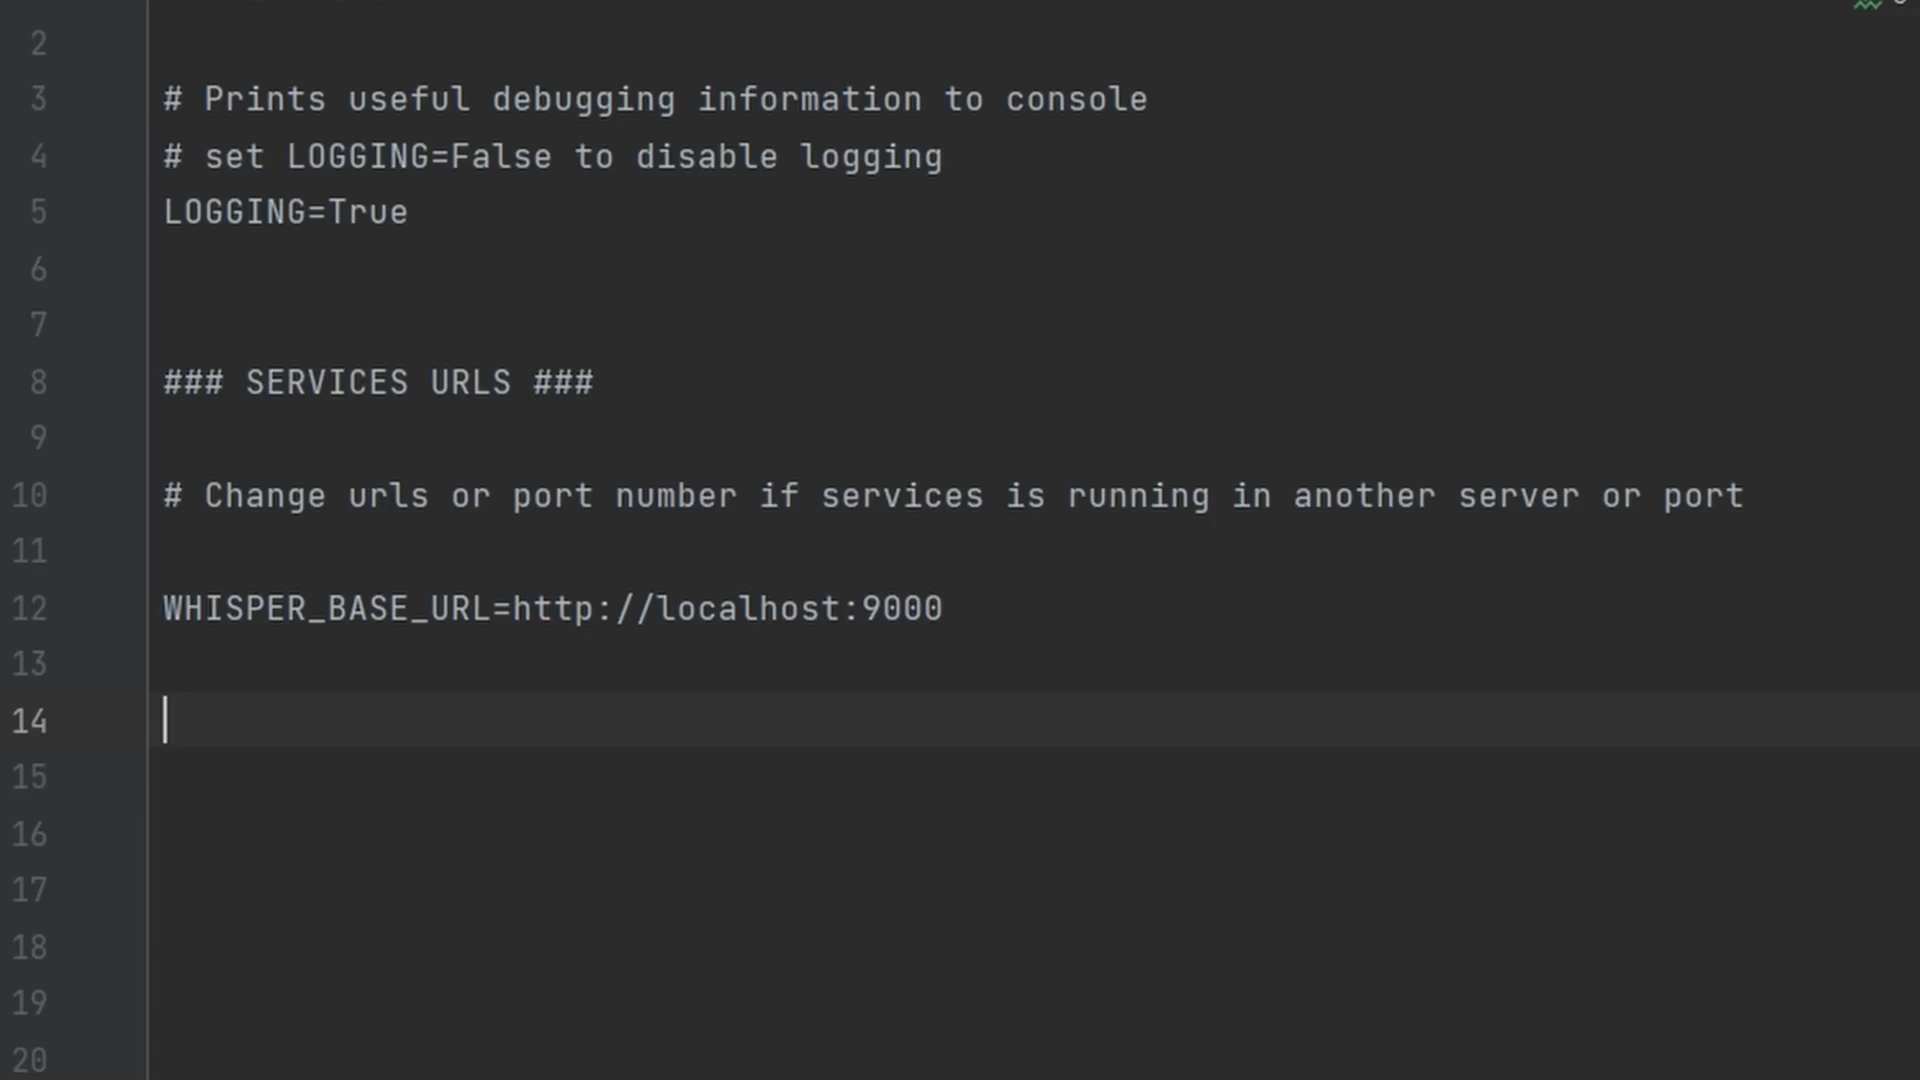 2
3 # Prints useful debugging information to console
4 # set LOGGING=False to disable logging
5 LOGGING=True
6
7
8 ### SERVICES URLS ###
9
10 # Change urls or port number if services is running in another server or port
11
12 WHISPER_BASE_URL=http://localhost:9000
13
14
15
16
17
18
19
20